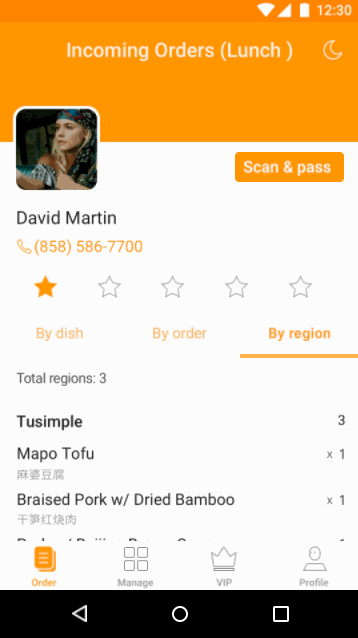 12:30
Incoming Orders (Lunch )
Scan & pass
David Martin
(858) 586-7700
By dish By order By region
Total regions: 3
Tusimple 3
Mapo Tofu x 1
麻婆豆腐
Braised Pork w/ Dried Bamboo x 1
干笋红烧肉
Order Manage VIP Profile